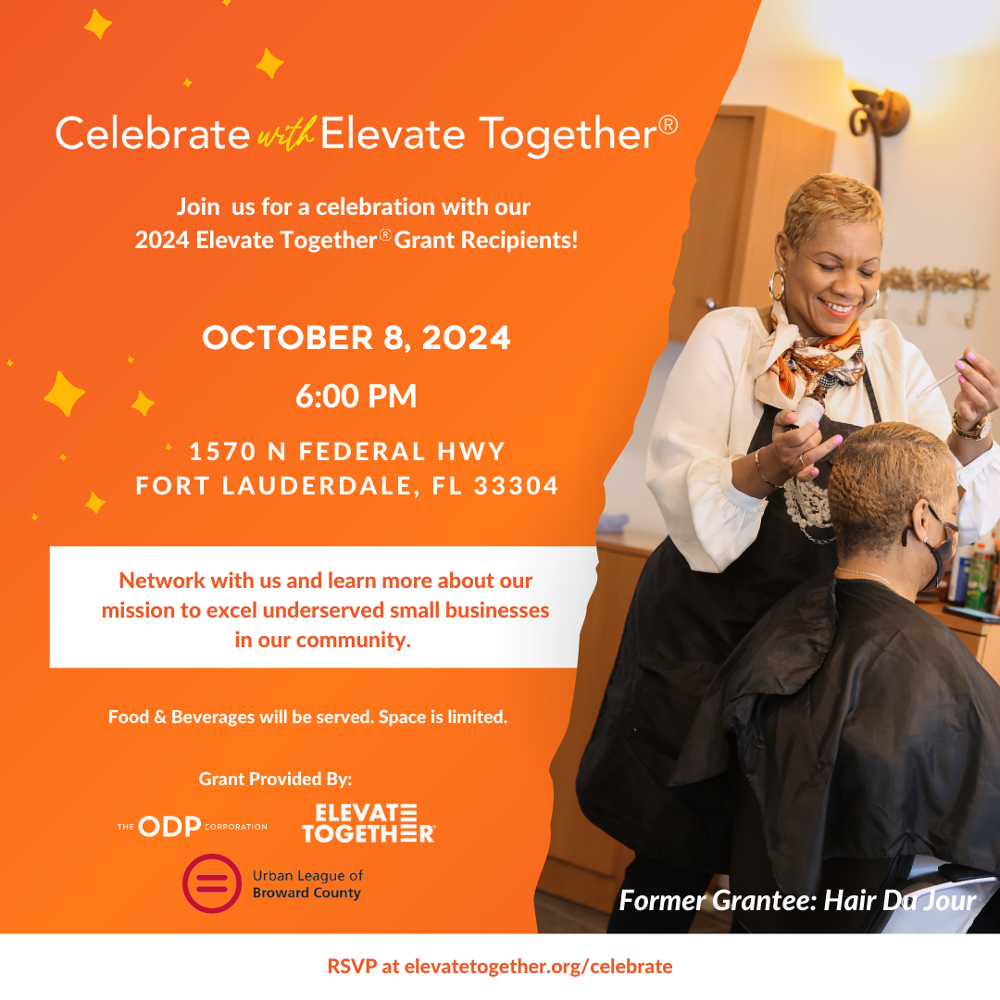 Celebrate with Elevate Together®
Join us for a celebration with our
2024 Elevate Together® Grant Recipients!
OCTOBER 8, 2024
6:00 PM
1570 N FEDERAL HWY
FORT LAUDERDALE, FL 33304
Network with us and learn more about our
mission to excel underserved small businesses
in our community.
Food & Beverages will be served. Space is limited.
Grant Provided By:
THE ODP CORPORATION
ELEVATE
TOGETHER®
Urban League of
Broward County
Former Grantee: Hair Du Jour
RSVP at elevatetogether.org/celebrate